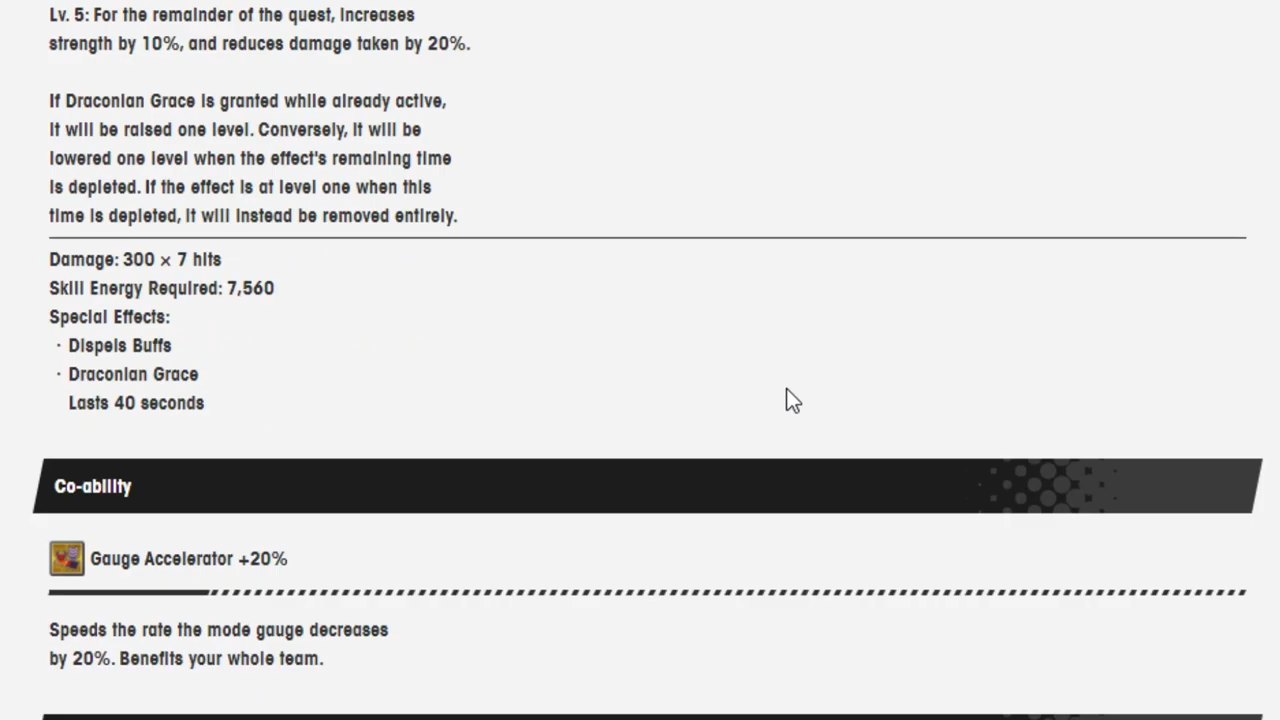 Lv. 5: For the remainder of the quest, increases
strength by 10%, and reduces damage taken by 20%.
If Draconian Grace is granted while already active,
it will be raised one level. Conversely, it will be
lowered one level when the effect's remaining time
is depleted. If the effect is at level one when this
time is depleted, it will instead be removed entirely.
Damage: 300 × 7 hits
Skill Energy Required: 7,560
Special Effects:
· Dispels Buffs
· Draconian Grace
Lasts 40 seconds
Co-ability
Gauge Accelerator +20%
Speeds the rate the mode gauge decreases
by 20%. Benefits your whole team.